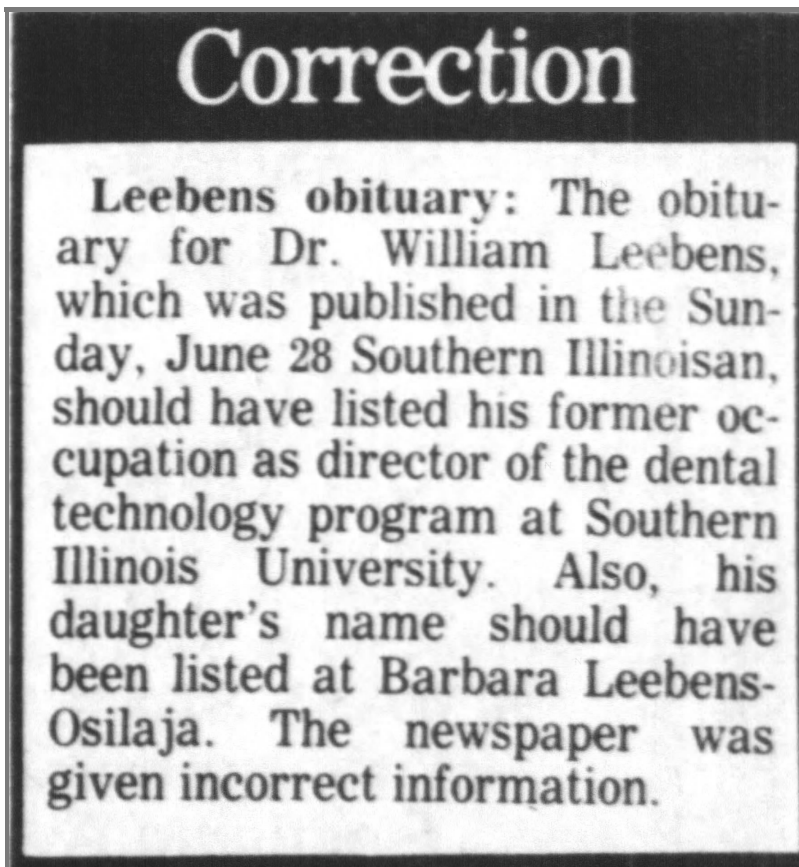 Correction
Leebens obituary: The obitu-
ary for Dr. William Leebens,
which was published in the Sun-
day, June 28 Southern Illinoisan,
should have listed his former oc-
cupation as director of the dental
technology program at Southern
Illinois University. Also, his
daughter's name should have
been listed at Barbara Leebens-
Osilaja. The newspaper was
given incorrect information.